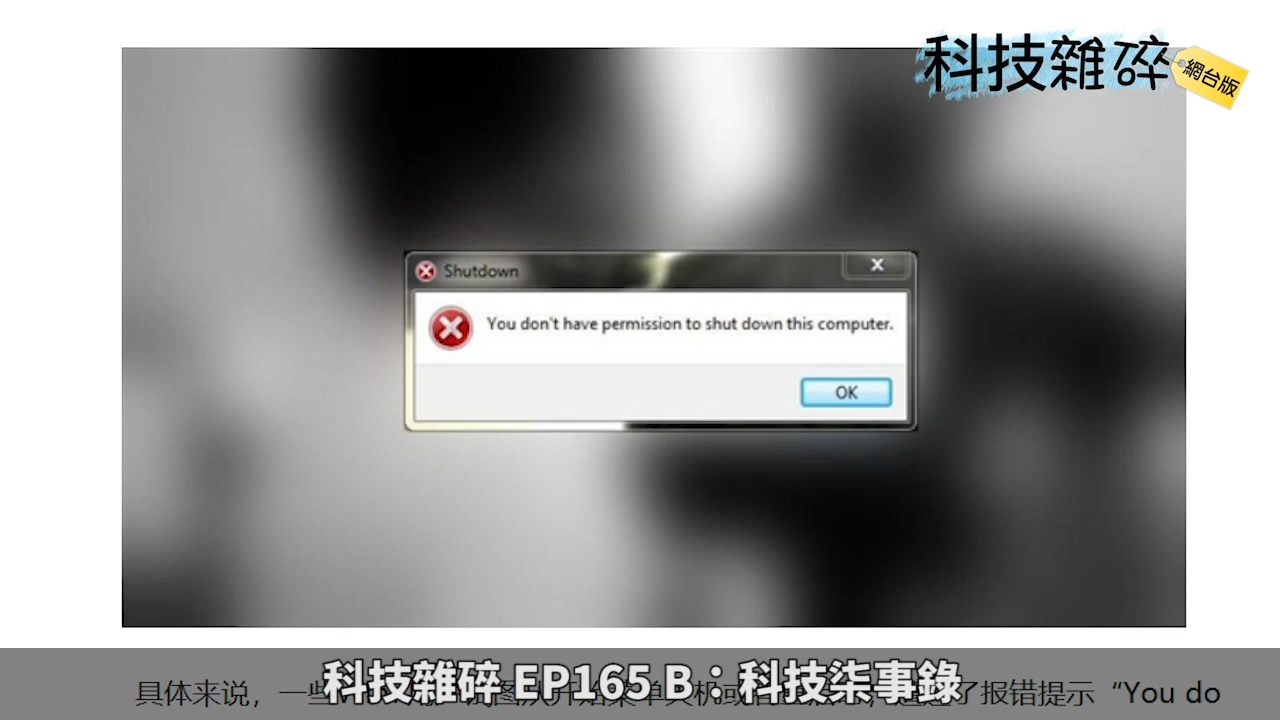 科技雜碎
網台版
Shutdown
You don't have permission to shut down this computer.
OK
科技雜碎 EP165 B：科技柒事錄
具体来说，一些 了报错提示“You do